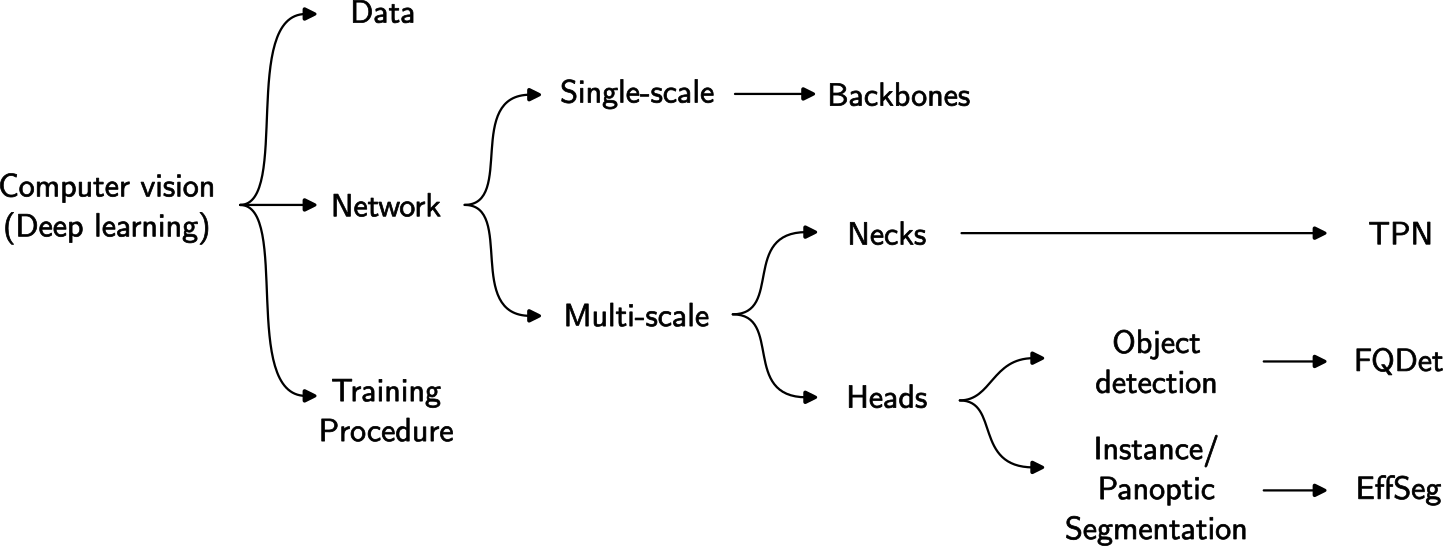 Data
Single-scale
Backbones
Computer vision
(Deep learning)
Network
Necks
TPN
Multi-scale
Object
detection
FQDet
Heads
Training
Procedure
Instance/
Panoptic
Segmentation
EffSeg